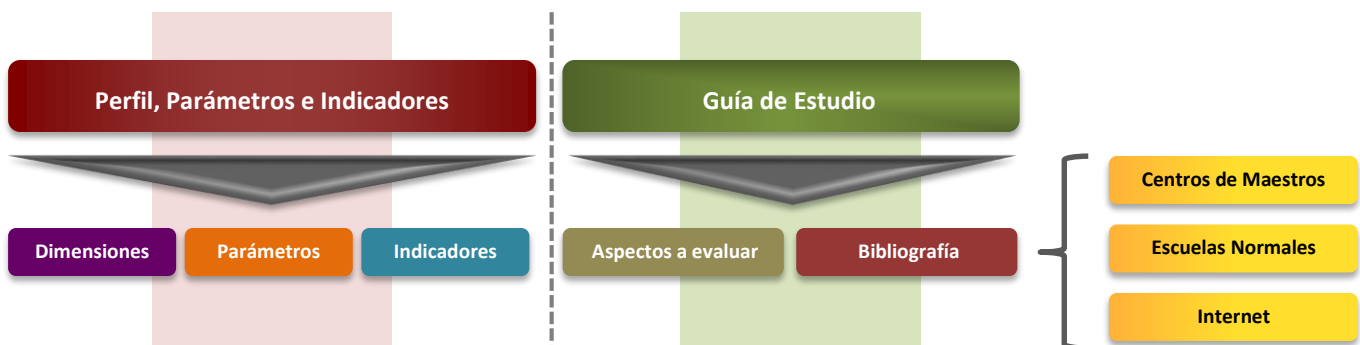 Perfil, Parámetros e Indicadores
Guía de Estudio
Dimensiones
Parámetros
Indicadores
Aspectos a evaluar
Bibliografía
Centros de Maestros
Escuelas Normales
Internet